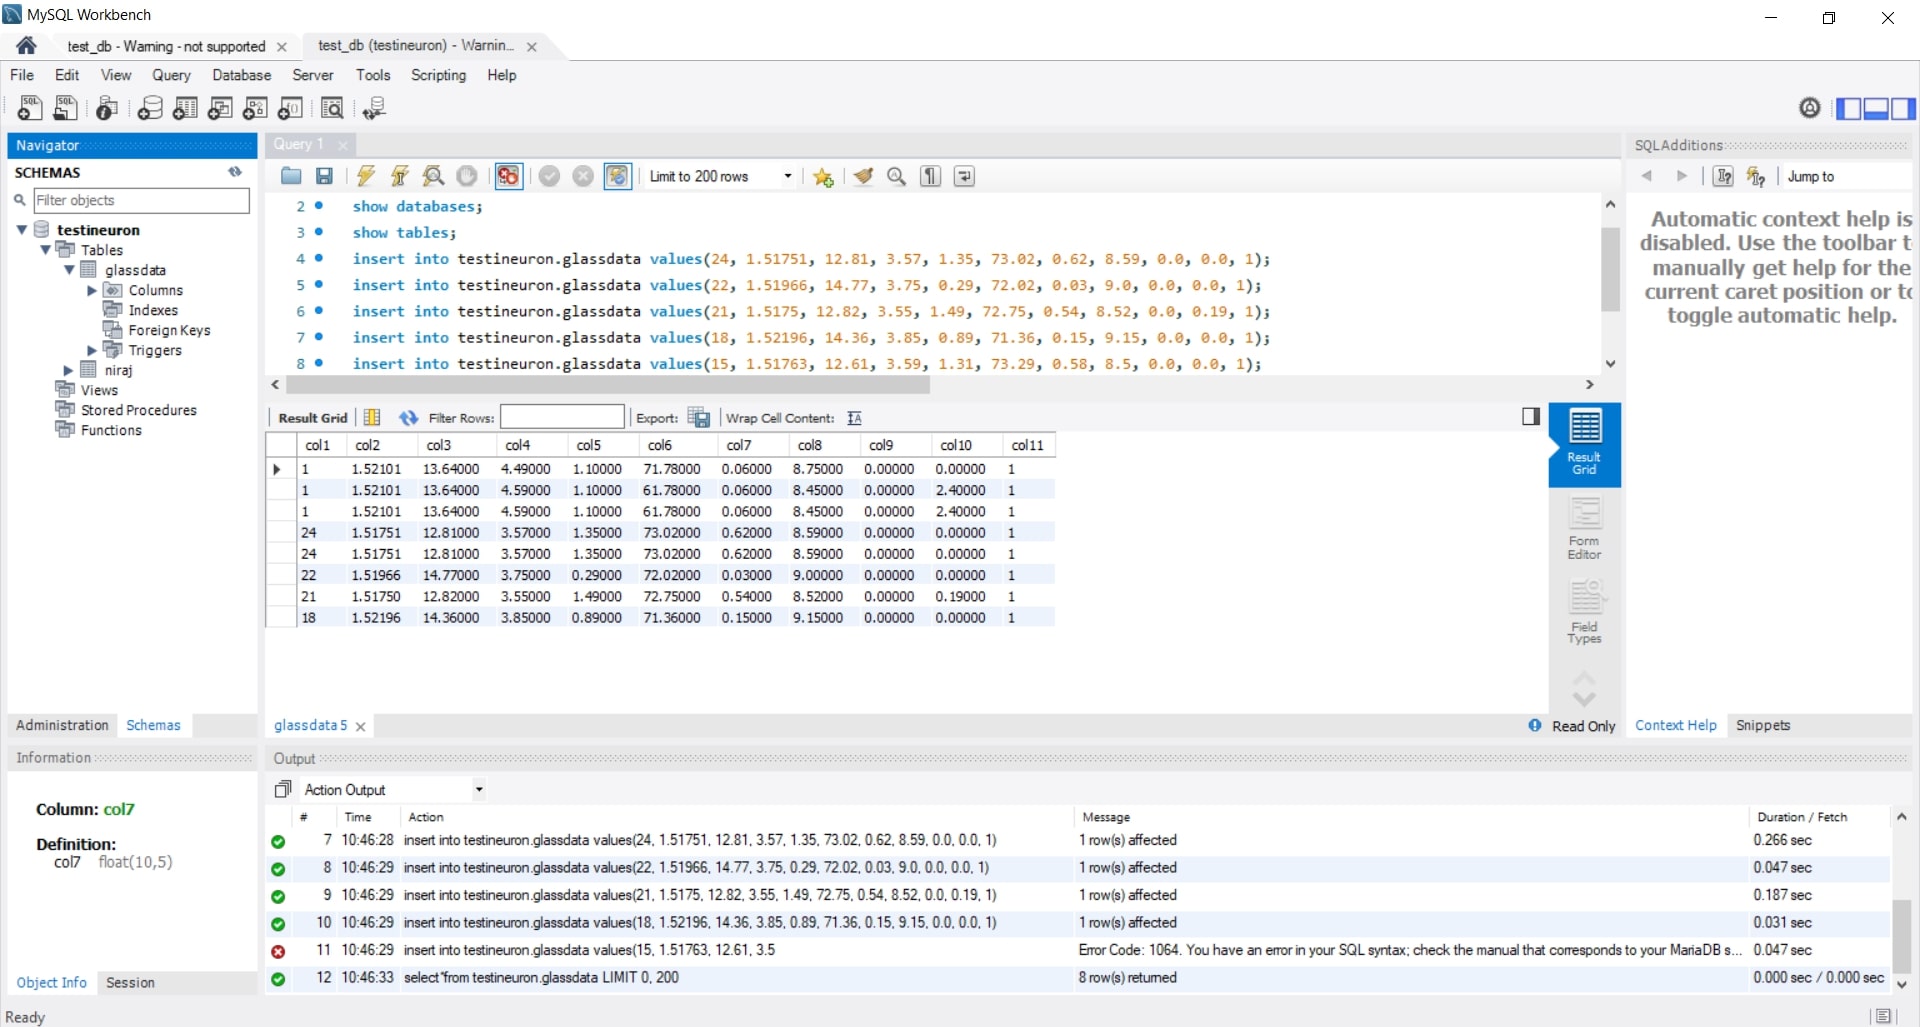 MySQL Workbench
test_db - Warning - not supported
test_db (testineuron) - Warnin...
File Edit View Query Database Server Tools Scripting Help
Navigator
SCHEMAS
Filter objects
testineuron
Tables
glassdata
Columns
Indexes
Foreign Keys
Triggers
niraj
Views
Stored Procedures
Functions
Administration Schemas
Information
Column: col7
Definition:
col7 float(10,5)
Object Info Session
Query 1
Limit to 200 rows
2 show databases;
3 show tables;
4 insert into testineuron.glassdata values(24, 1.51751, 12.81, 3.57, 1.35, 73.02, 0.62, 8.59, 0.0, 0.0, 1);
5 insert into testineuron.glassdata values(22, 1.51966, 14.77, 3.75, 0.29, 72.02, 0.03, 9.0, 0.0, 0.0, 1);
6 insert into testineuron.glassdata values(21, 1.5175, 12.82, 3.55, 1.49, 72.75, 0.54, 8.52, 0.0, 0.19, 1);
7 insert into testineuron.glassdata values(18, 1.52196, 14.36, 3.85, 0.89, 71.36, 0.15, 9.15, 0.0, 0.0, 1);
8 insert into testineuron.glassdata values(15, 1.51763, 12.61, 3.59, 1.31, 73.29, 0.58, 8.5, 0.0, 0.0, 1);
Result Grid Filter Rows: Export: Wrap Cell Content:
col1 col2 col3 col4 col5 col6 col7 col8 col9 col10 col11
1 1.52101 13.64000 4.49000 1.10000 71.78000 0.06000 8.75000 0.00000 0.00000 1
1 1.52101 13.64000 4.59000 1.10000 61.78000 0.06000 8.45000 0.00000 2.40000 1
1 1.52101 13.64000 4.59000 1.10000 61.78000 0.06000 8.45000 0.00000 2.40000 1
24 1.51751 12.81000 3.57000 1.35000 73.02000 0.62000 8.59000 0.00000 0.00000 1
24 1.51751 12.81000 3.57000 1.35000 73.02000 0.62000 8.59000 0.00000 0.00000 1
22 1.51966 14.77000 3.75000 0.29000 72.02000 0.03000 9.00000 0.00000 0.00000 1
21 1.51750 12.82000 3.55000 1.49000 72.75000 0.54000 8.52000 0.00000 0.19000 1
18 1.52196 14.36000 3.85000 0.89000 71.36000 0.15000 9.15000 0.00000 0.00000 1
Result
Grid
Form
Editor
Field
Types
glassdata 5
Read Only
SQLAdditions
Jump to
Automatic context help is
disabled. Use the toolbar t
manually get help for the
current caret position or to
toggle automatic help.
Context Help Snippets
Output
Action Output
# Time Action Message Duration / Fetch
7 10:46:28 insert into testineuron.glassdata values(24, 1.51751, 12.81, 3.57, 1.35, 73.02, 0.62, 8.59, 0.0, 0.0, 1) 1 row(s) affected 0.266 sec
8 10:46:29 insert into testineuron.glassdata values(22, 1.51966, 14.77, 3.75, 0.29, 72.02, 0.03, 9.0, 0.0, 0.0, 1) 1 row(s) affected 0.047 sec
9 10:46:29 insert into testineuron.glassdata values(21, 1.5175, 12.82, 3.55, 1.49, 72.75, 0.54, 8.52, 0.0, 0.19, 1) 1 row(s) affected 0.187 sec
10 10:46:29 insert into testineuron.glassdata values(18, 1.52196, 14.36, 3.85, 0.89, 71.36, 0.15, 9.15, 0.0, 0.0, 1) 1 row(s) affected 0.031 sec
11 10:46:29 insert into testineuron.glassdata values(15, 1.51763, 12.61, 3.5 Error Code: 1064. You have an error in your SQL syntax; check the manual that corresponds to your MariaDB s... 0.047 sec
12 10:46:33 select*from testineuron.glassdata LIMIT 0, 200 8 row(s) returned 0.000 sec / 0.000 sec
Ready